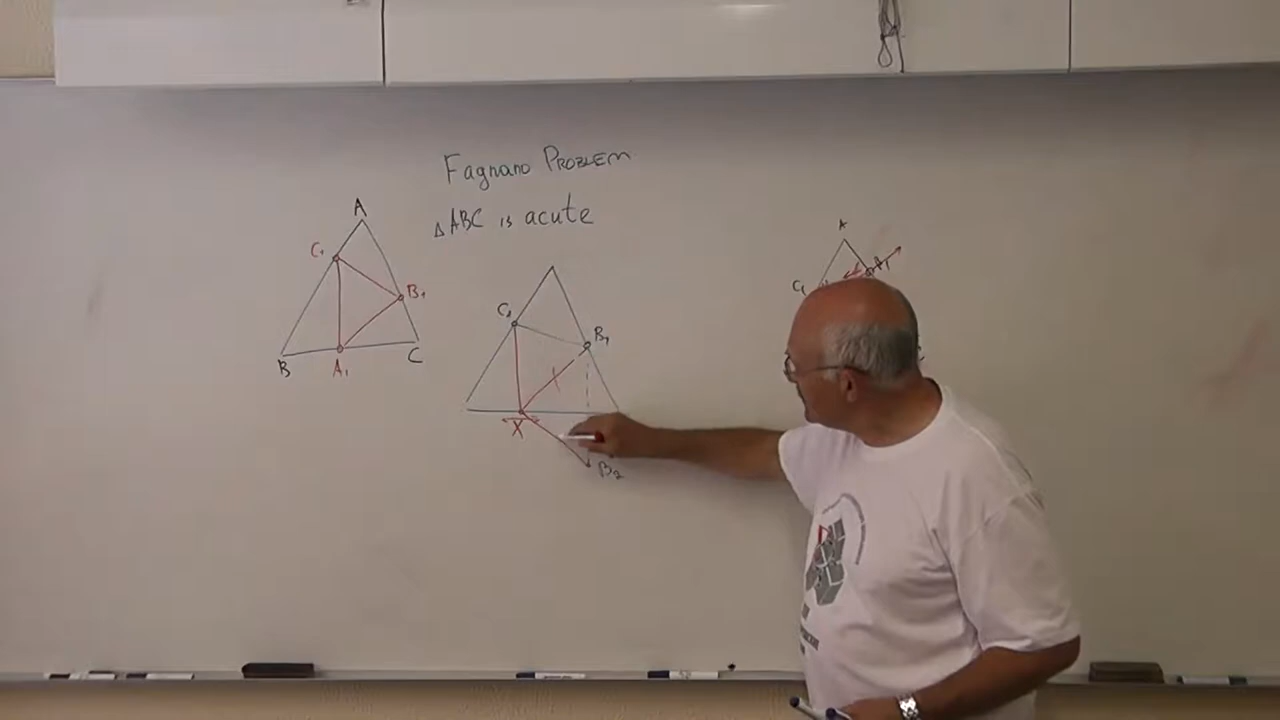 Fagnano PROBLEM
△ABC is acute
A
C₁
B₁
B
A₁
C
C₁
B₁
X
B₂
A
C₁